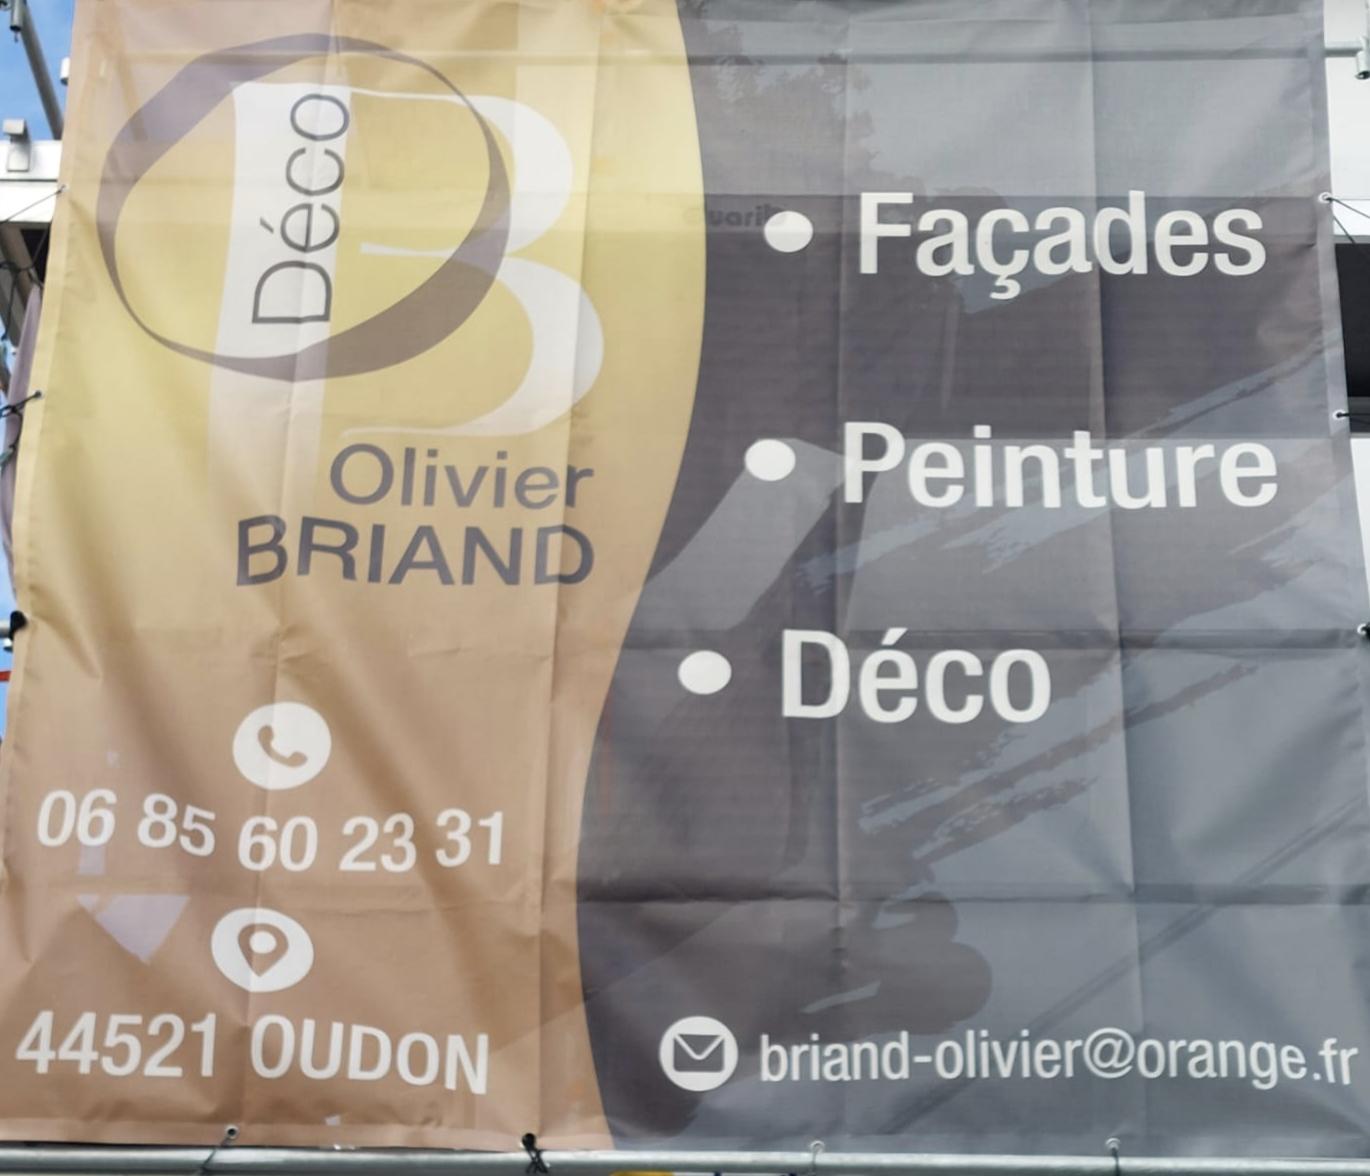 Déco
B
Olivier
BRIAND
06 85 60 23 31
44521 OUDON
• Façades
• Peinture
• Déco
briand-olivier@orange.fr